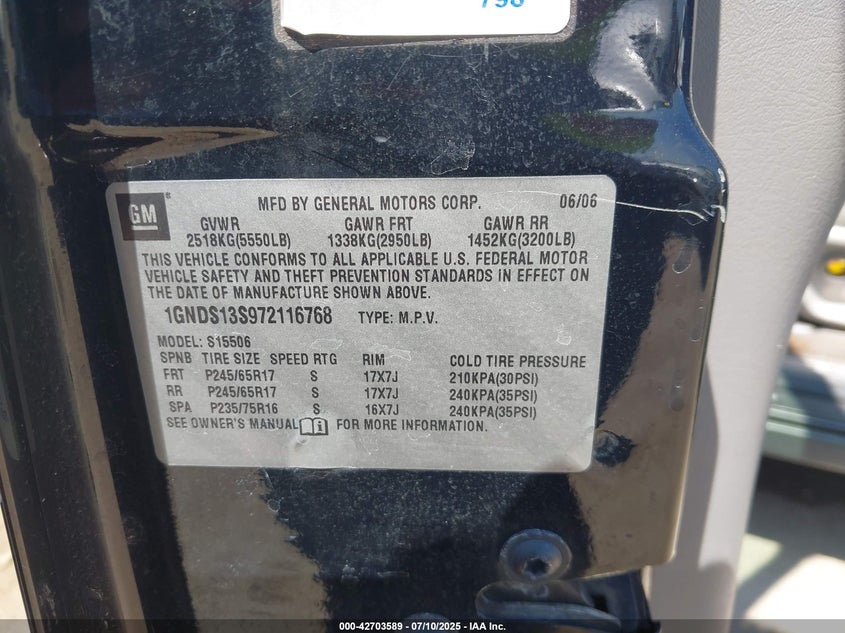 798
GM
MFD BY GENERAL MOTORS CORP. 06/06
GVWR GAWR FRT GAWR RR
2518KG(5550LB) 1338KG(2950LB) 1452KG(3200LB)
THIS VEHICLE CONFORMS TO ALL APPLICABLE U.S. FEDERAL MOTOR
VEHICLE SAFETY AND THEFT PREVENTION STANDARDS IN EFFECT ON
THE DATE OF MANUFACTURE SHOWN ABOVE.
1GNDS13S972116768 TYPE: M.P.V.
MODEL: S15506
SPNB TIRE SIZE SPEED RTG RIM COLD TIRE PRESSURE
FRT P245/65R17 S 17X7J 210KPA(30PSI)
RR P245/65R17 S 17X7J 240KPA(35PSI)
SPA P235/75R16 S 16X7J 240KPA(35PSI)
SEE OWNER'S MANUAL FOR MORE INFORMATION.
000-42703589 - 07/10/2025 - IAA Inc.